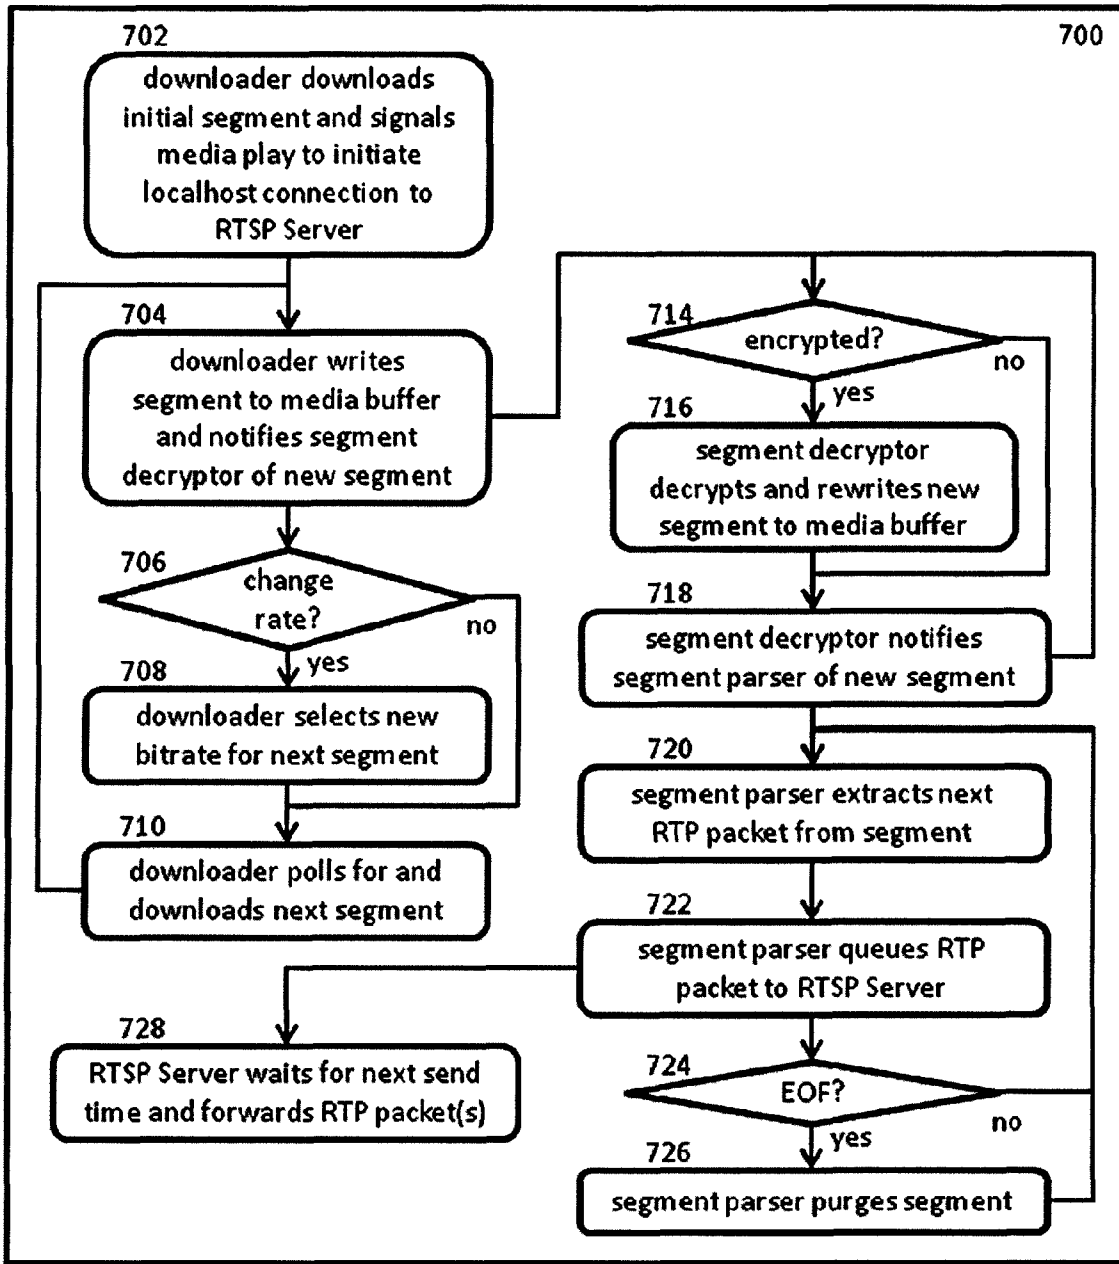 700
702
downloader downloads
initial segment and signals
media play to initiate
localhost connection to
RTSP Server
704
downloader writes
segment to media buffer
and notifies segment
decryptor of new segment
706
change
rate?
no
yes
708
downloader selects new
bitrate for next segment
710
downloader polls for and
downloads next segment
714
encrypted?
no
yes
716
segment decryptor
decrypts and rewrites new
segment to media buffer
718
segment decryptor notifies
segment parser of new segment
720
segment parser extracts next
RTP packet from segment
722
segment parser queues RTP
packet to RTSP Server
724
EOF?
no
yes
726
segment parser purges segment
728
RTSP Server waits for next send
time and forwards RTP packet(s)